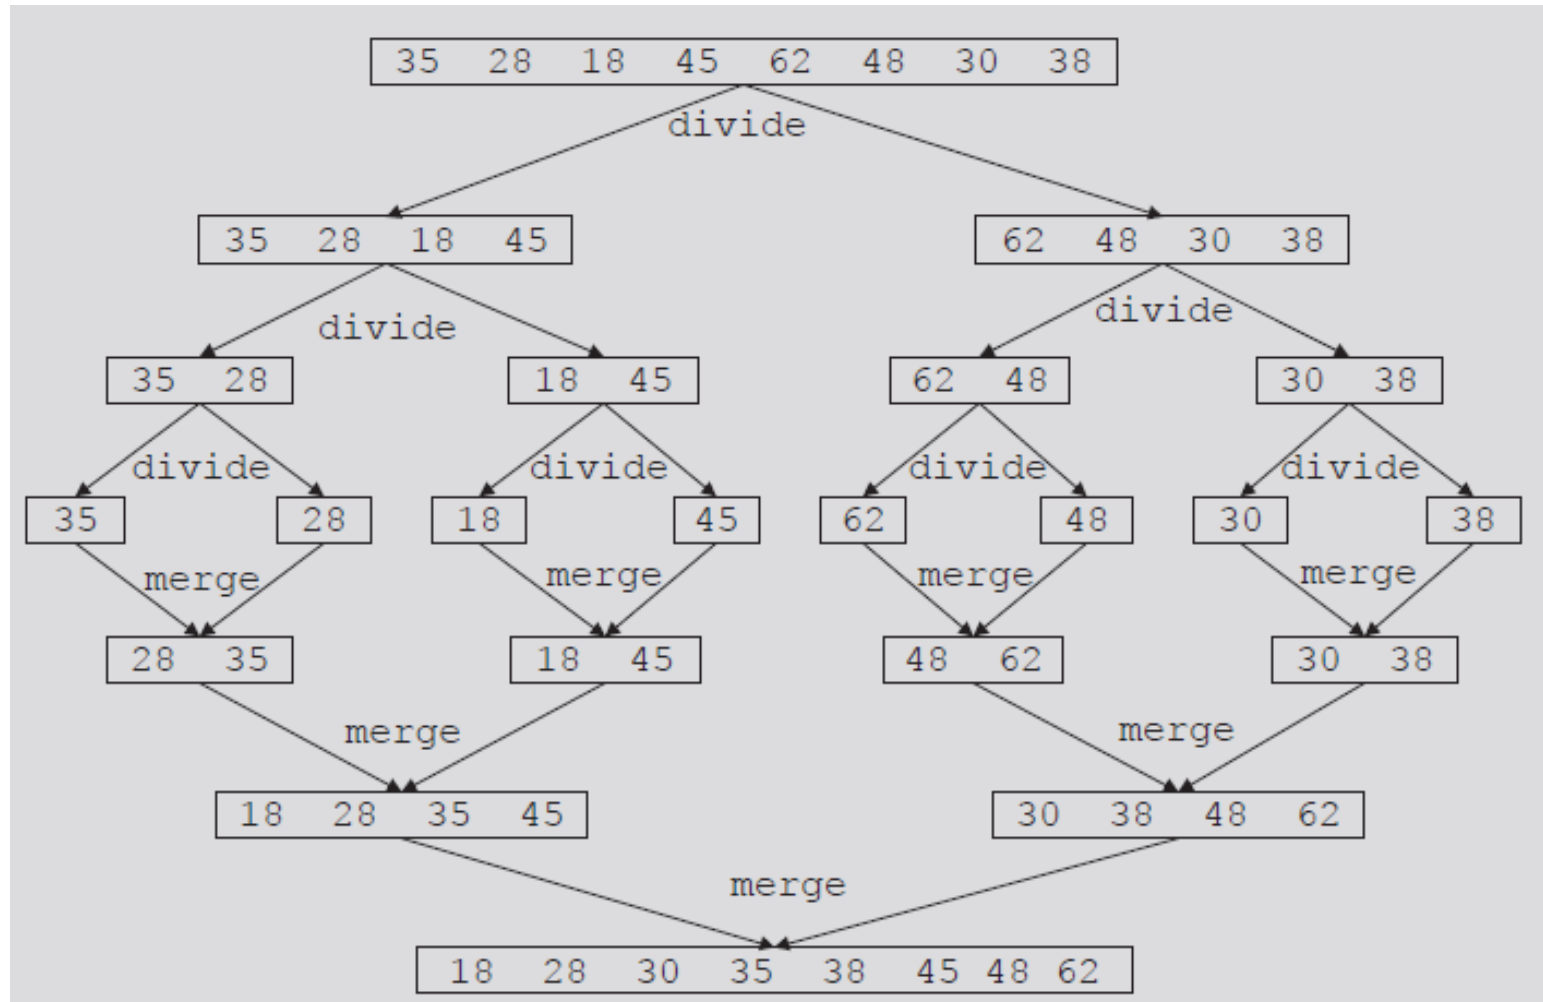 35 28 18 45 62 48 30 38
divide
35 28 18 45
62 48 30 38
divide
divide
35 28
18 45
62 48
30 38
divide
divide
divide
divide
35
28
18
45
62
48
30
38
merge
merge
merge
merge
28 35
18 45
48 62
30 38
merge
merge
18 28 35 45
30 38 48 62
merge
18 28 30 35 38 45 48 62